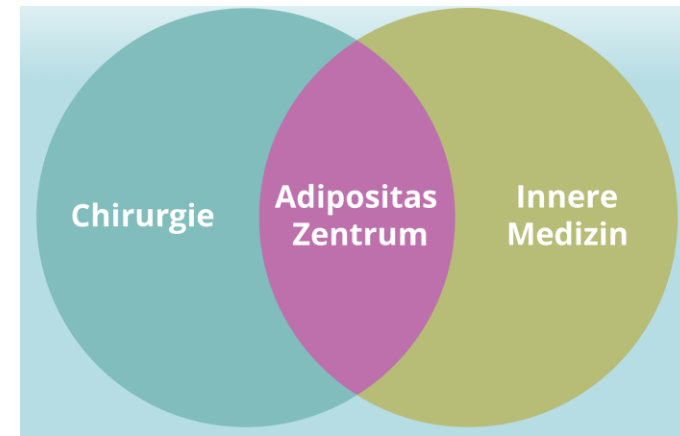 Chirurgie
Adipositas
Zentrum
Innere
Medizin